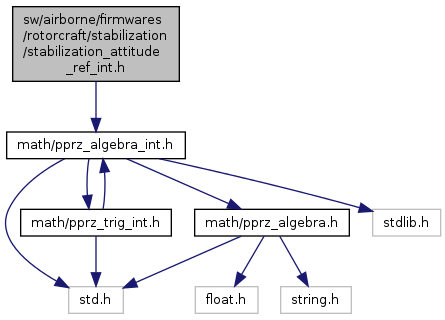 sw/airborne/firmwares
/rotorcraft/stabilization
/stabilization_attitude
_ref_int.h
math/pprz_algebra_int.h
math/pprz_trig_int.h
math/pprz_algebra.h
stdlib.h
std.h
float.h
string.h